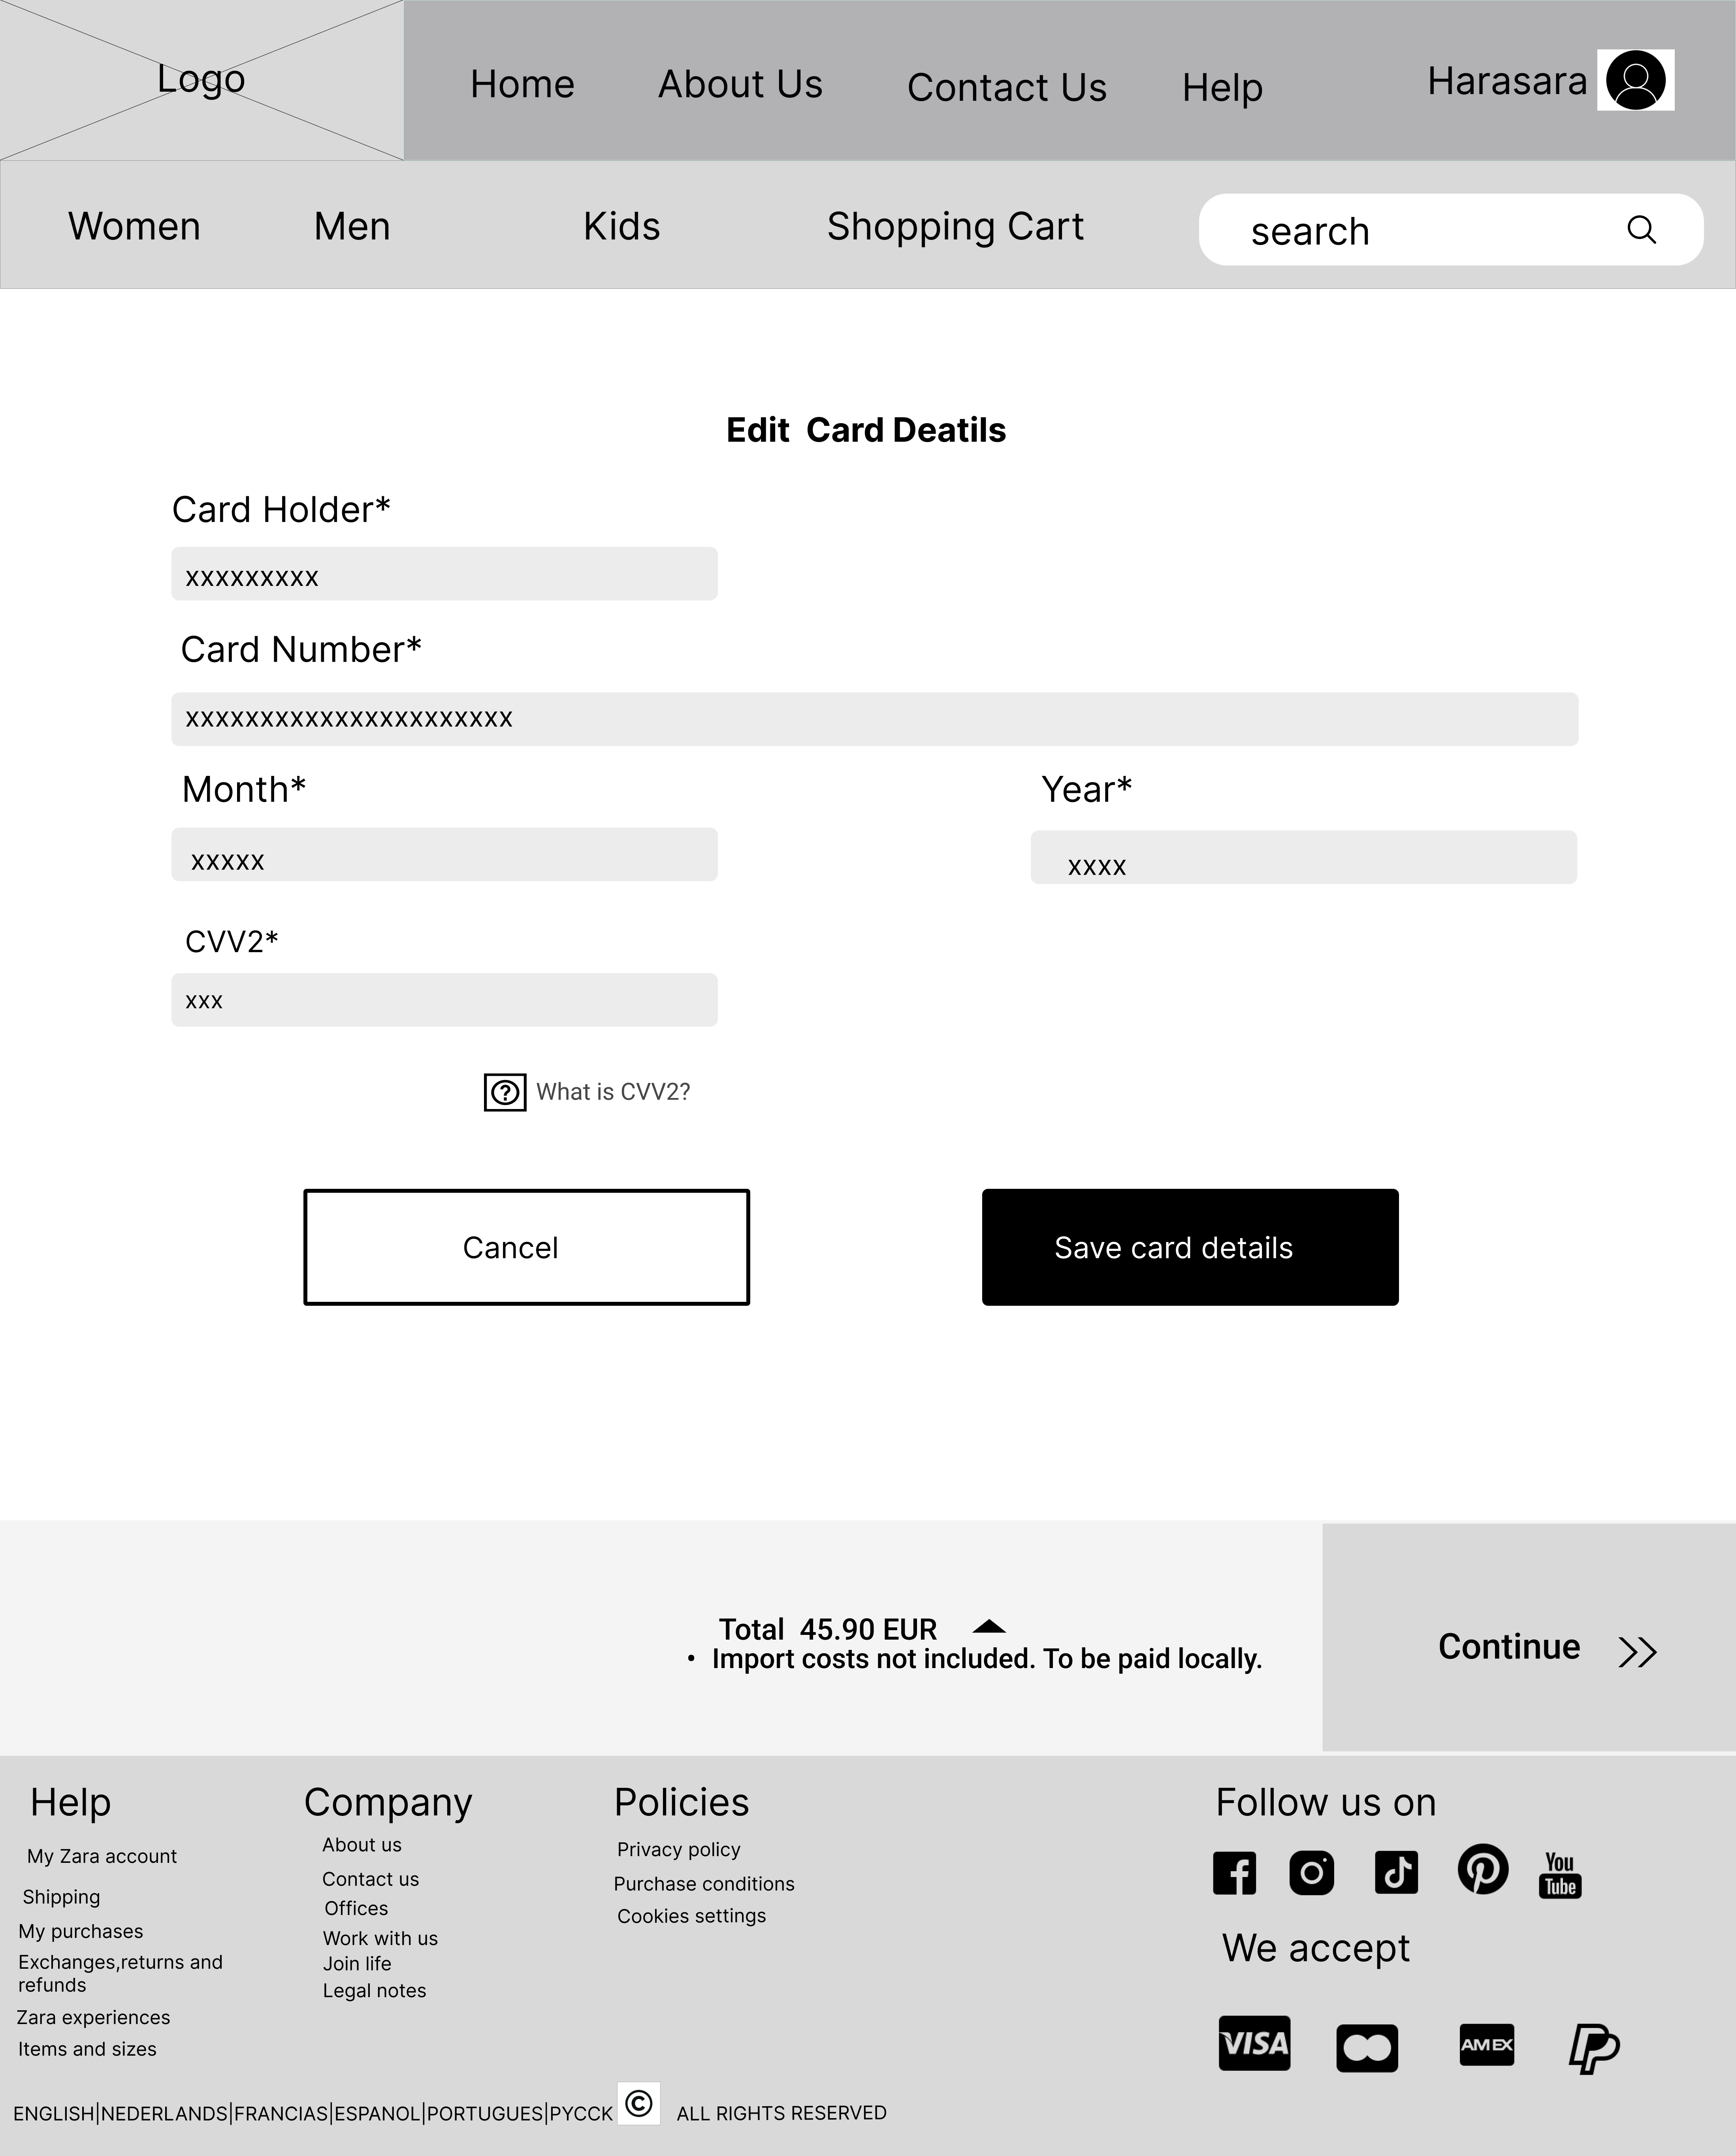 Logo
Home About Us Contact Us Help Harasara
Women Men Kids Shopping Cart search
Edit Card Deatils
Card Holder*
xxxxxxxxx
Card Number*
xxxxxxxxxxxxxxxxxxxxxx
Month* Year*
xxxxx xxxx
CVV2*
xxx
? What is CVV2?
Cancel Save card details
Total 45.90 EUR
• Import costs not included. To be paid locally.
Continue
Help
My Zara account
Shipping
My purchases
Exchanges,returns and
refunds
Zara experiences
Items and sizes
Company
About us
Contact us
Offices
Work with us
Join life
Legal notes
Policies
Privacy policy
Purchase conditions
Cookies settings
Follow us on
You
Tube
We accept
VISA AMEX
ENGLISH|NEDERLANDS|FRANCIAS|ESPANOL|PORTUGUES|PYCCK © ALL RIGHTS RESERVED